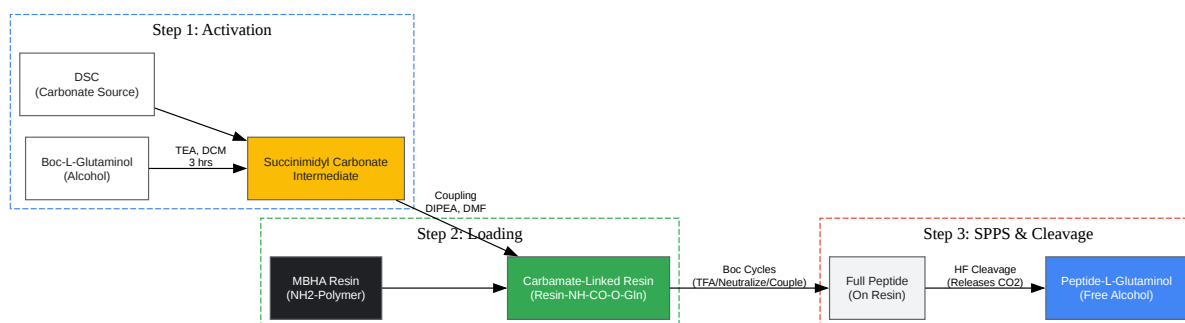 Step 1: Activation
DSC
(Carbonate Source)
Boc-L-Glutaminol
(Alcohol)
TEA, DCM
3 hrs
Succinimidyl Carbonate
Intermediate
Coupling
DIPEA, DMF
Step 2: Loading
MBHA Resin
(NH2-Polymer)
Carbamate-Linked Resin
(Resin-NH-CO-O-Gln)
Boc Cycles
(TFA/Neutralize/Couple)
Step 3: SPPS & Cleavage
Full Peptide
(On Resin)
HF Cleavage
(Releases CO2)
Peptide-L-Glutaminol
(Free Alcohol)